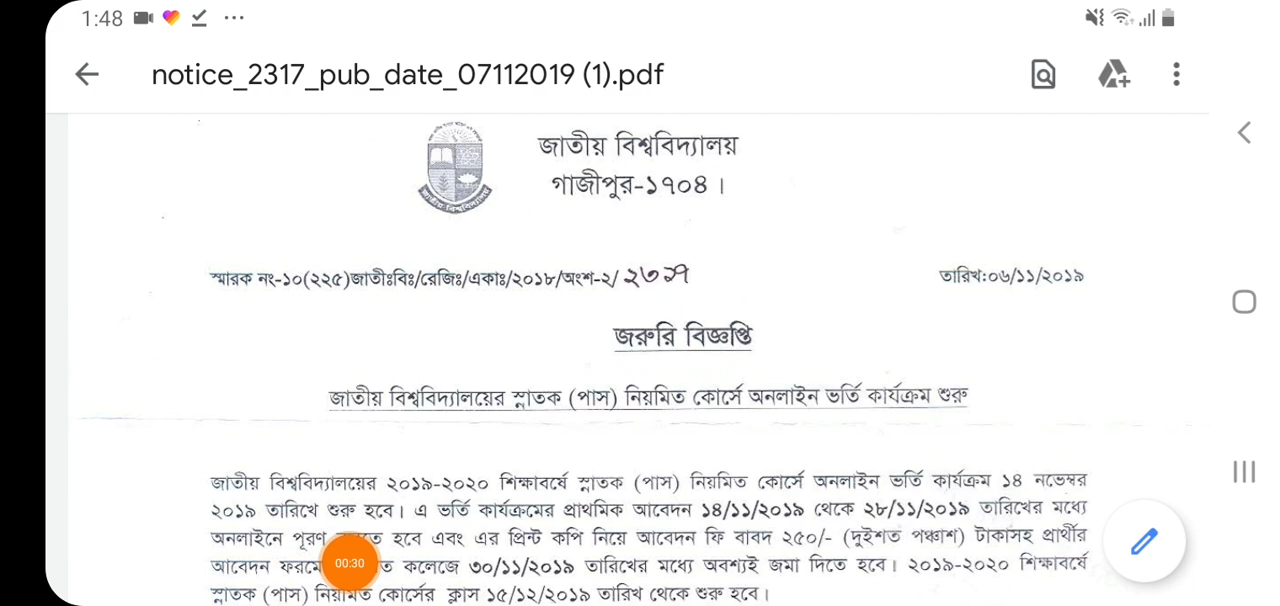 1:48
notice_2317_pub_date_07112019 (1).pdf
জাতীয় বিশ্ববিদ্যালয়
গাজীপুর-১৭০৪।
স্মারক নং-১০(২২৫)জাতীঃবিঃ/রেজিঃ/একাঃ/২০১৮/অংশ-২/
তারিখ:০৬/১১/২০১৯
জরুরি বিজ্ঞপ্তি
জাতীয় বিশ্ববিদ্যালয়ের স্নাতক (পাস) নিয়মিত কোর্সে অনলাইন ভর্তি কার্যক্রম শুরু
জাতীয় বিশ্ববিদ্যালয়ের ২০১৯-২০২০ শিক্ষাবর্ষে স্নাতক (পাস) নিয়মিত কোর্সে অনলাইন ভর্তি কার্যক্রম ১৪ নভেম্বর
২০১৯ তারিখে শুরু হবে। এ ভর্তি কার্যক্রমের প্রাথমিক আবেদন ১৪/১১/২০১৯ থেকে ২৮/১১/২০১৯ তারিখের মধ্যে
অনলাইনে পূরণ হবে এবং এর প্রিন্ট কপি নিয়ে আবেদন ফি বাবদ ২৫০/- (দুইশত পঞ্চাশ) টাকাসহ প্রার্থীর
আবেদন কলেজে ৩০/১১/২০১৯ তারিখের মধ্যে অবশ্যই জমা দিতে হবে। ২০১৯-২০২০ শিক্ষাবর্ষে
স্নাতক (পাস) নিয়মিত কোর্সের ক্লাস ১৫/১২/২০১৯ তারিখ থেকে শুরু হবে।
00:30